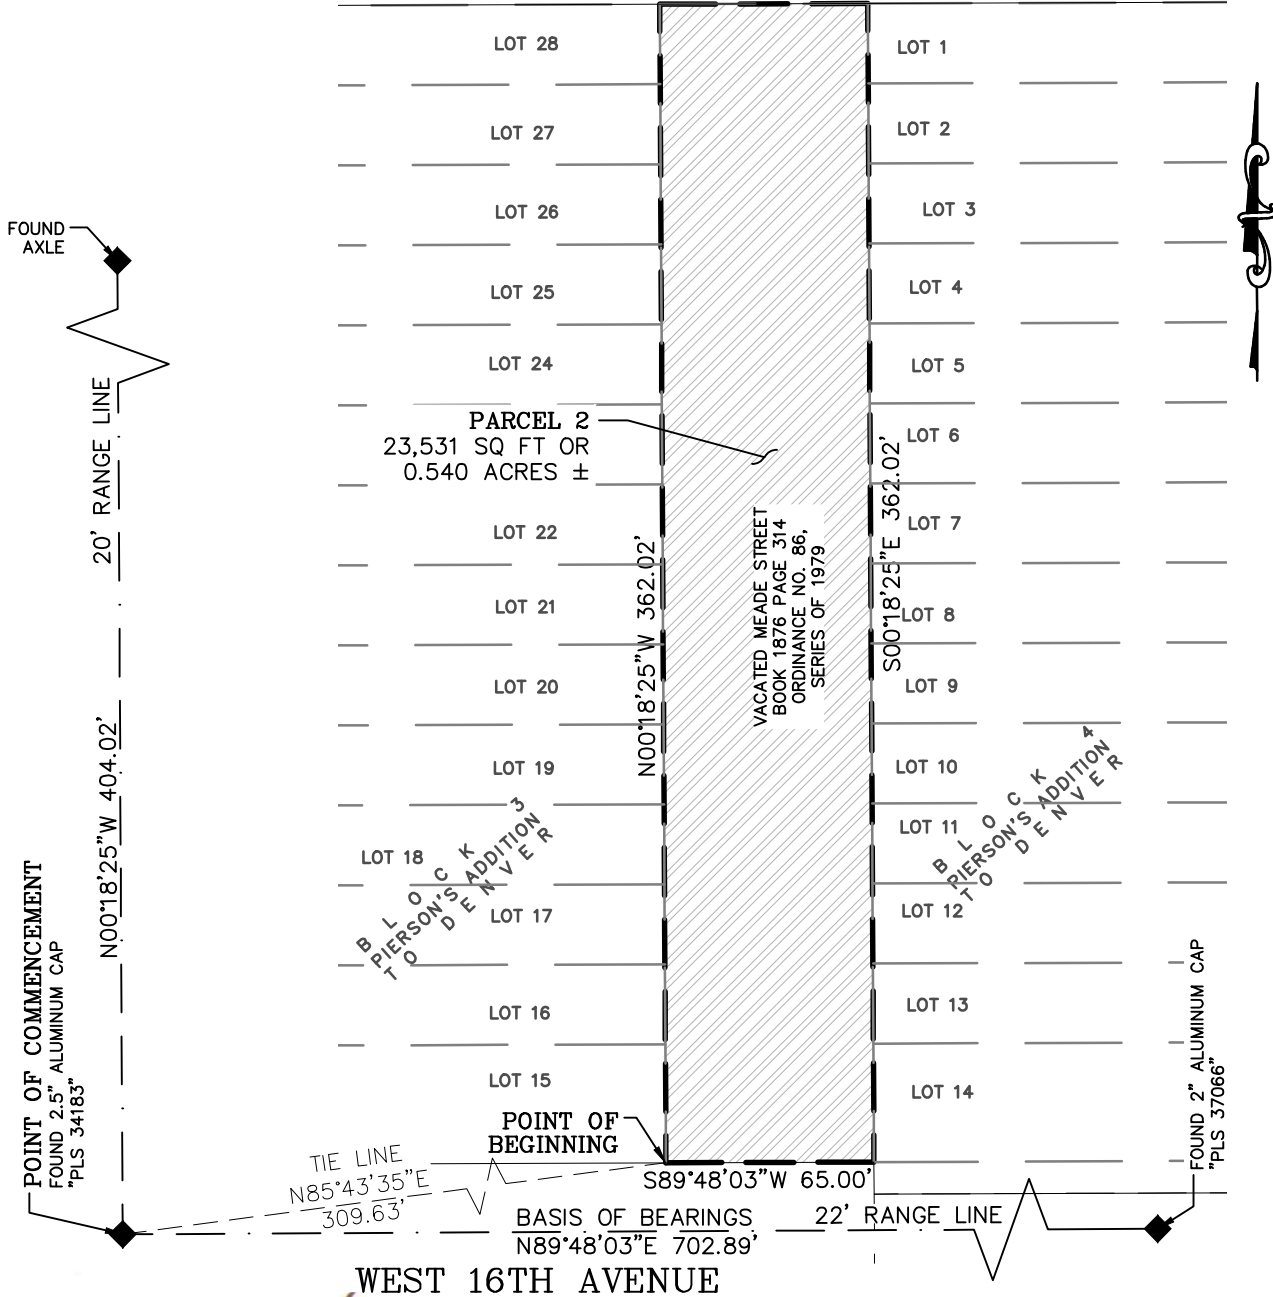 LOT 28
LOT 1
LOT 27
LOT 2
LOT 26
LOT 3
FOUND
AXLE
LOT 25
LOT 4
LOT 24
LOT 5
20' RANGE LINE
PARCEL 2
23,531 SQ FT OR
0.540 ACRES ±
LOT 6
LOT 22
LOT 7
N00°18'25"W 362.02'
VACATED MEADE STREET
BOOK 1876 PAGE 314
ORDINANCE NO. 86,
SERIES OF 1979
S00°18'25"E 362.02'
LOT 21
LOT 8
LOT 20
LOT 9
LOT 19
LOT 10
N00°18'25"W 404.02'
BLOCK 3
PIERSON'S ADDITION
TO DENVER
BLOCK 4
PIERSON'S ADDITION
TO DENVER
LOT 18
LOT 11
LOT 17
LOT 12
POINT OF COMMENCEMENT
FOUND 2.5" ALUMINUM CAP
"PLS 34183"
LOT 16
LOT 13
LOT 15
LOT 14
FOUND 2" ALUMINUM CAP
"PLS 37066"
POINT OF
BEGINNING
TIE LINE
N85°43'35"E
309.63'
S89°48'03"W 65.00'
BASIS OF BEARINGS
N89°48'03"E 702.89'
22' RANGE LINE
WEST 16TH AVENUE